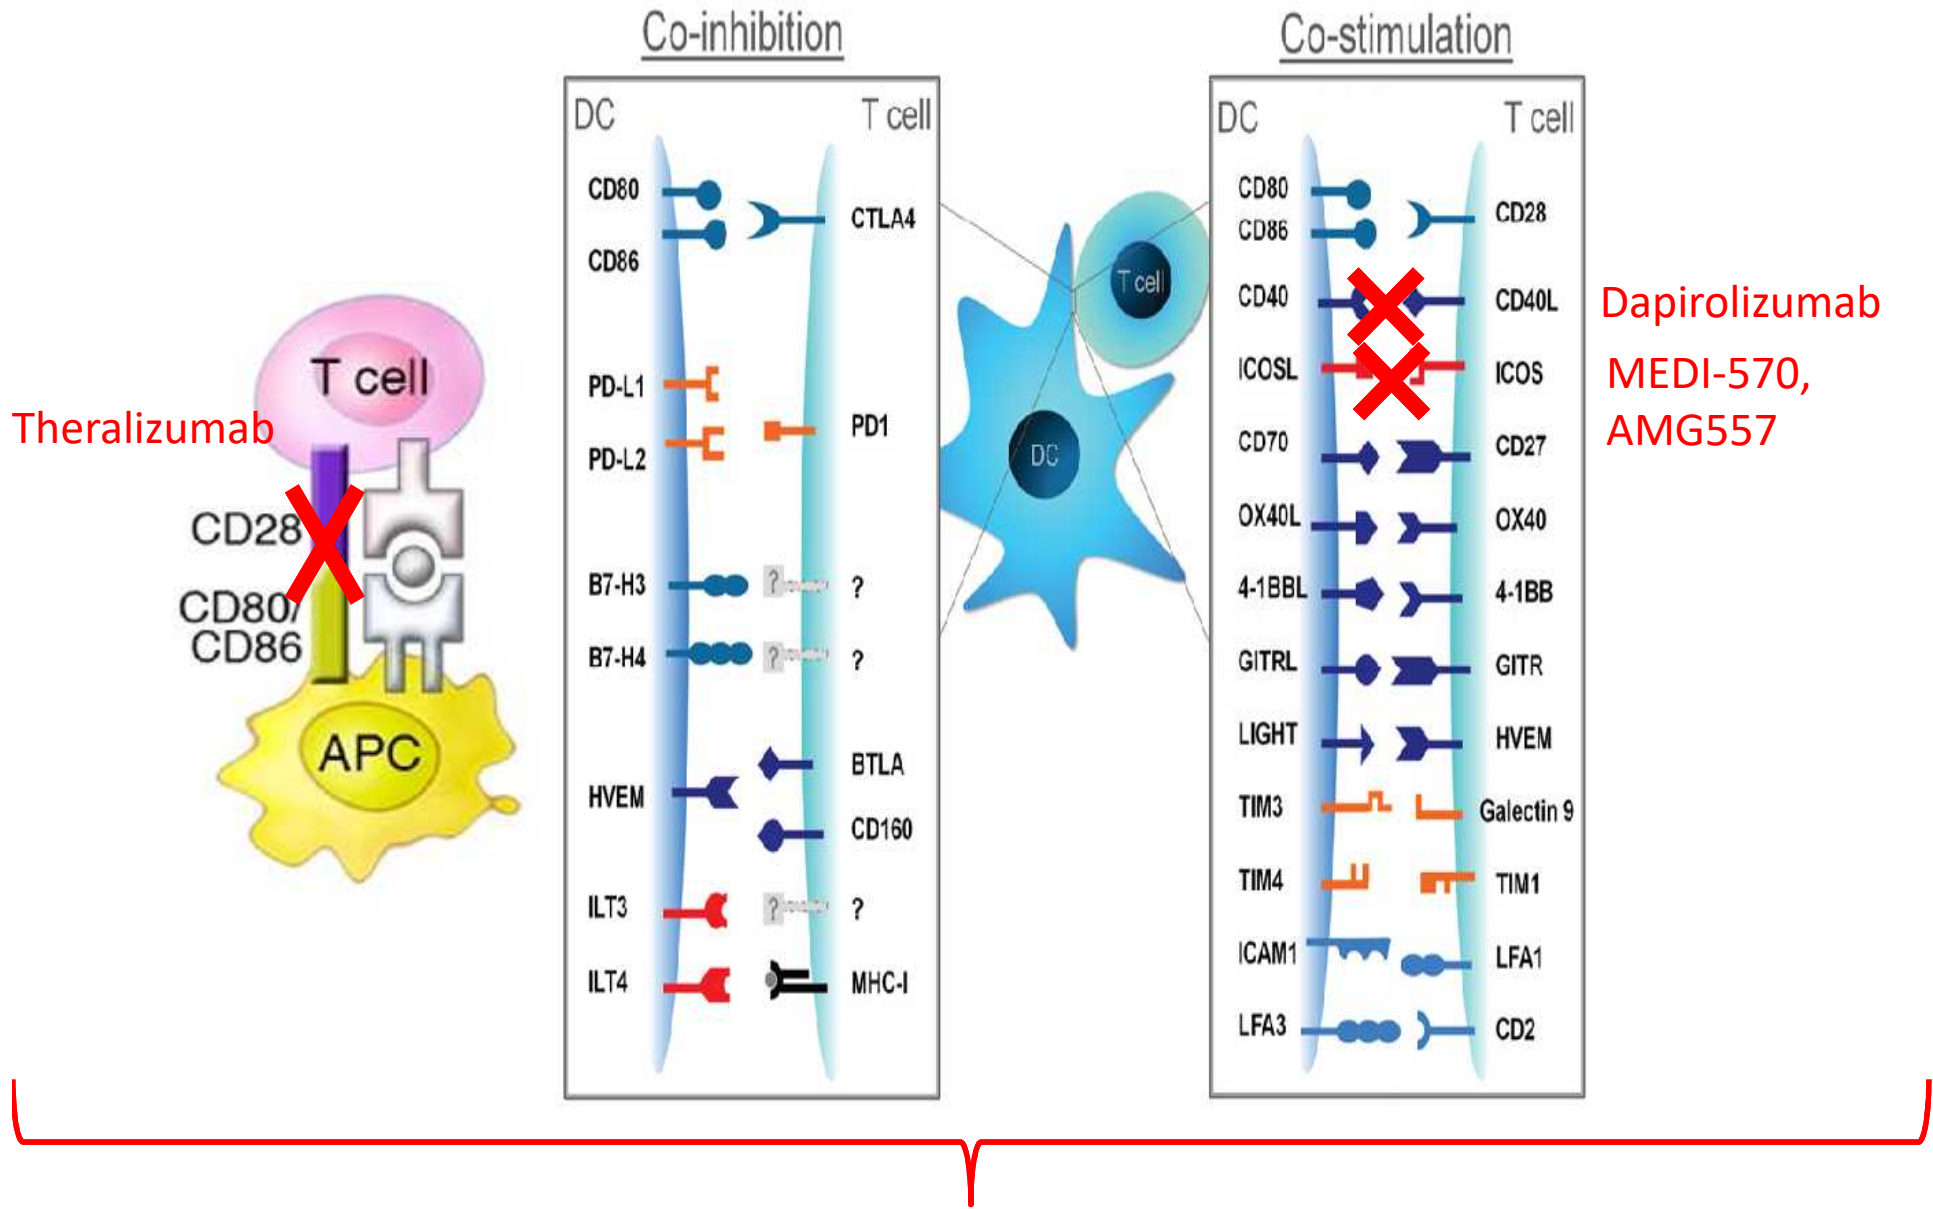 Co-inhibition
Co-stimulation
Theralizumab
T cell
CD28
CD80/
CD86
APC
DC
T cell
CD80
CTLA4
CD86
PD-L1
PD1
PD-L2
B7-H3
?
?
B7-H4
?
?
BTLA
HVEM
CD160
ILT3
?
?
ILT4
MHC-I
T cell
DC
DC
T cell
CD80
CD28
CD86
CD40
CD40L
ICOSL
ICOS
CD70
CD27
OX40L
OX40
4-1BBL
4-1BB
GITRL
GITR
LIGHT
HVEM
TIM3
Galectin 9
TIM4
TIM1
ICAM1
LFA1
LFA3
CD2
Dapirolizumab
MEDI-570,
AMG557